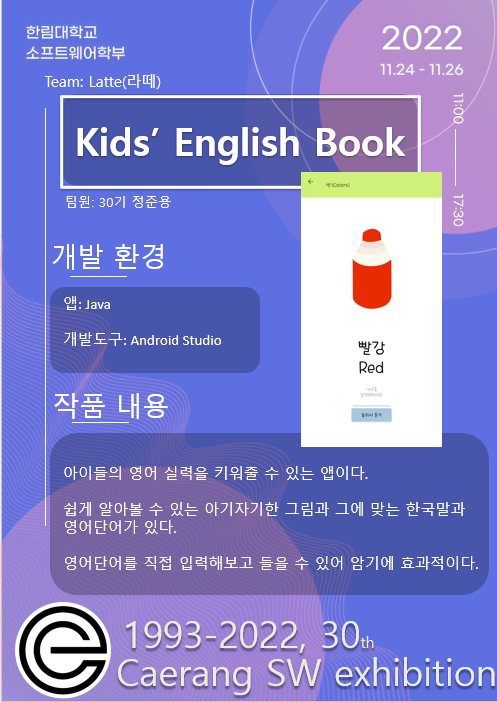 한림대학교
소프트웨어학부
2022
11.24 - 11.26
11:00
17:30
Team: Latte(라떼)
Kids’ English Book
팀원: 30기 정준용
개발 환경
앱: Java
개발도구: Android Studio
색 (Colors)
빨강
Red
작품 내용
아이들의 영어 실력을 키워줄 수 있는 앱이다.
쉽게 알아볼 수 있는 아기자기한 그림과 그에 맞는 한국말과
영어단어가 있다.
영어단어를 직접 입력해보고 들을 수 있어 암기에 효과적이다.
1993-2022, 30th
Caerang SW exhibition